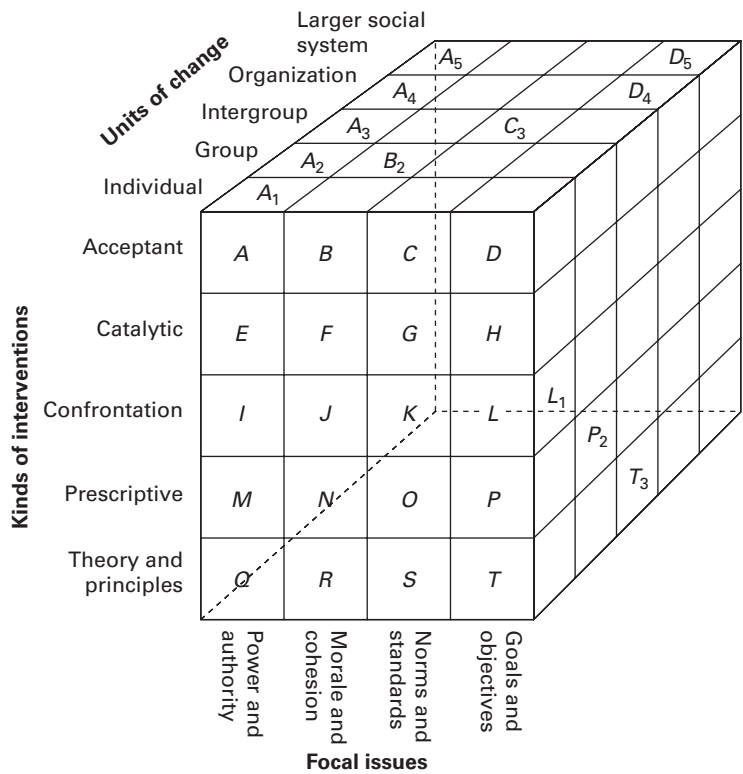 Larger social
system
Organization
Intergroup
Group
Individual
Units of change
A5
D5
A4
D4
A3
C3
A2
B2
A1
Kinds of interventions
Acceptant
A
B
C
D
Catalytic
E
F
G
H
Confrontation
I
J
K
L
L1
Prescriptive
M
N
O
P
P2
Theory and
principles
Q
R
S
T
T3
Power and
authority
Morale and
cohesion
Norms and
standards
Goals and
objectives
Focal issues